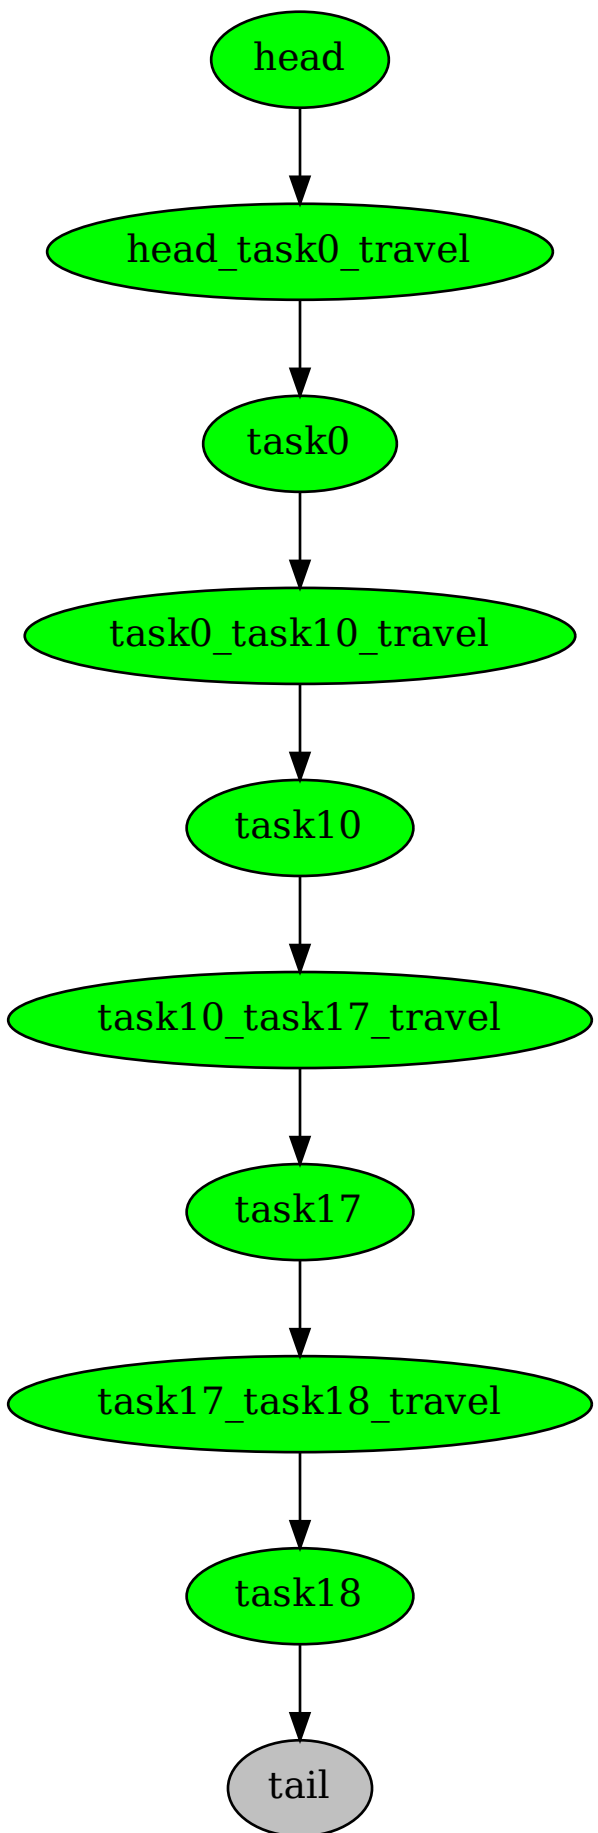 head
head_task0_travel
task0
task0_task10_travel
task10
task10_task17_travel
task17
task17_task18_travel
task18
tail